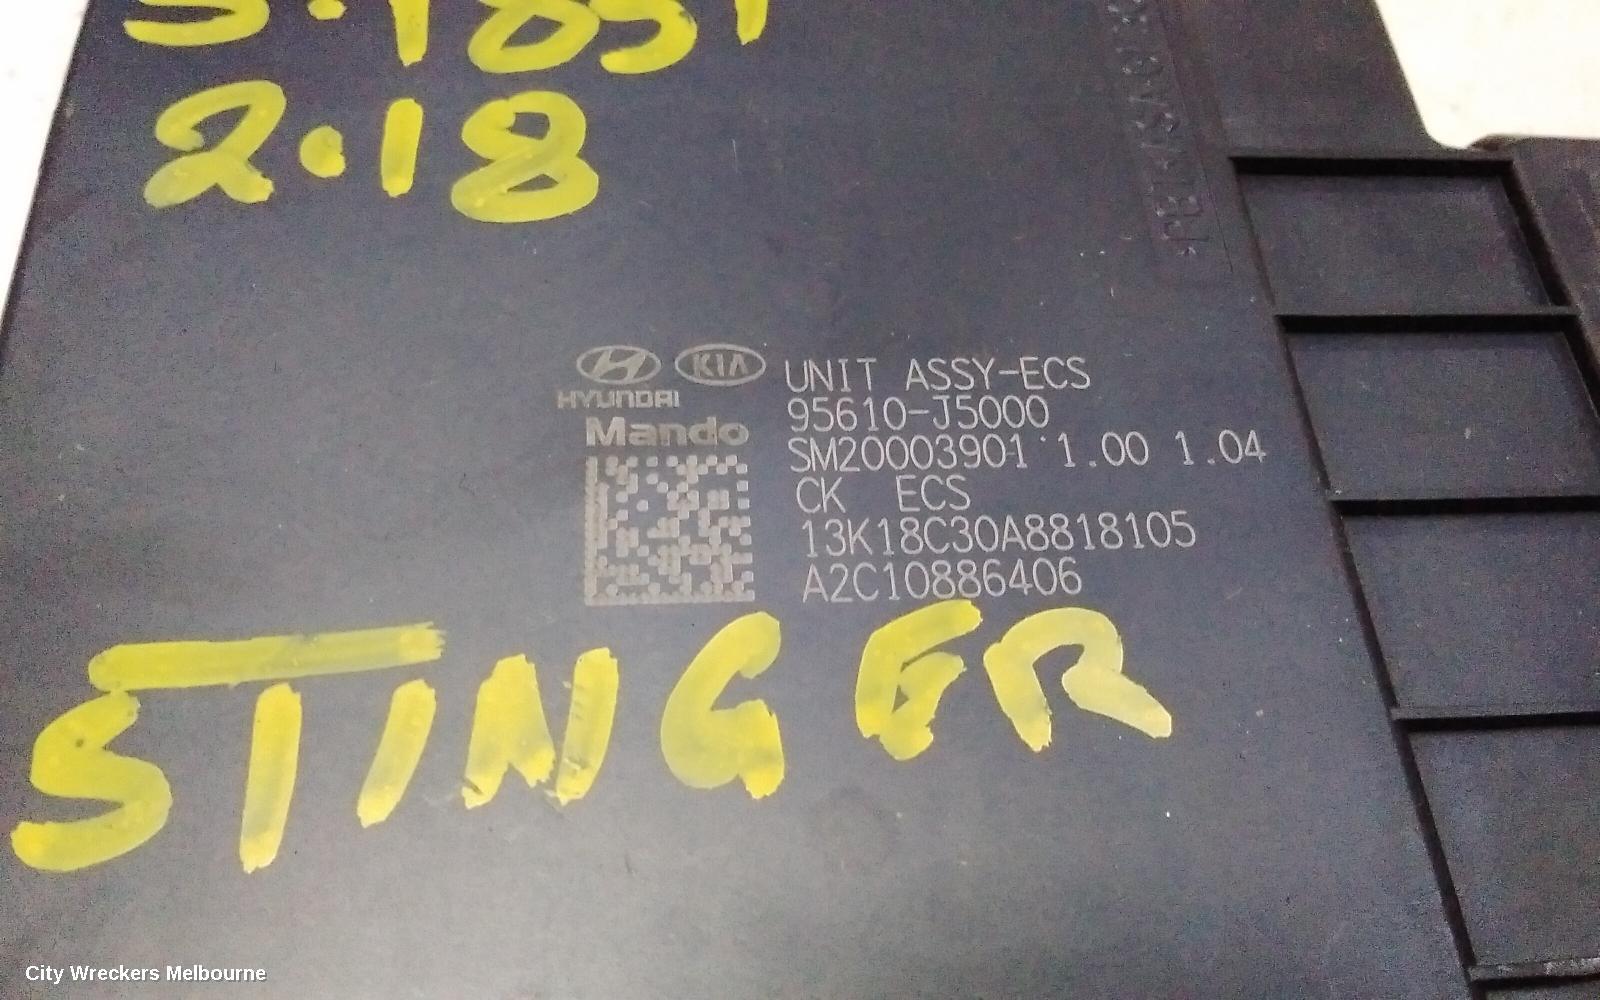 2.18
HYUNDAI
KIA
Mando
UNIT ASSY-ECS
95610-J5000
SM20003901 1.00 1.04
CK ECS
13K18C30A8818105
A2C10886406
STINGER
City Wreckers Melbourne